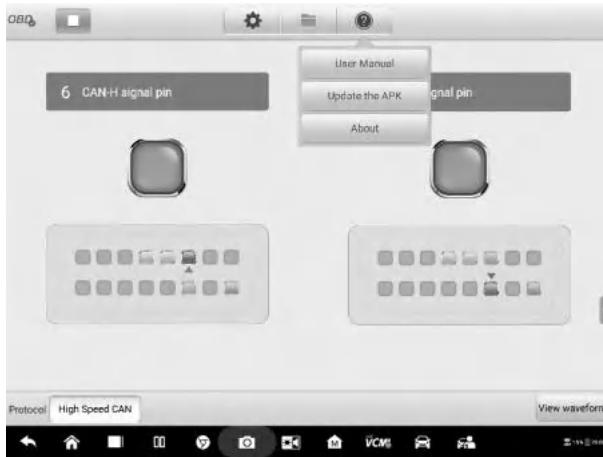 OBD
6 CAN-H signal pin
gnal pin
User Manual
Update the APK
About
Protocol
High Speed CAN
View waveform
VCMI